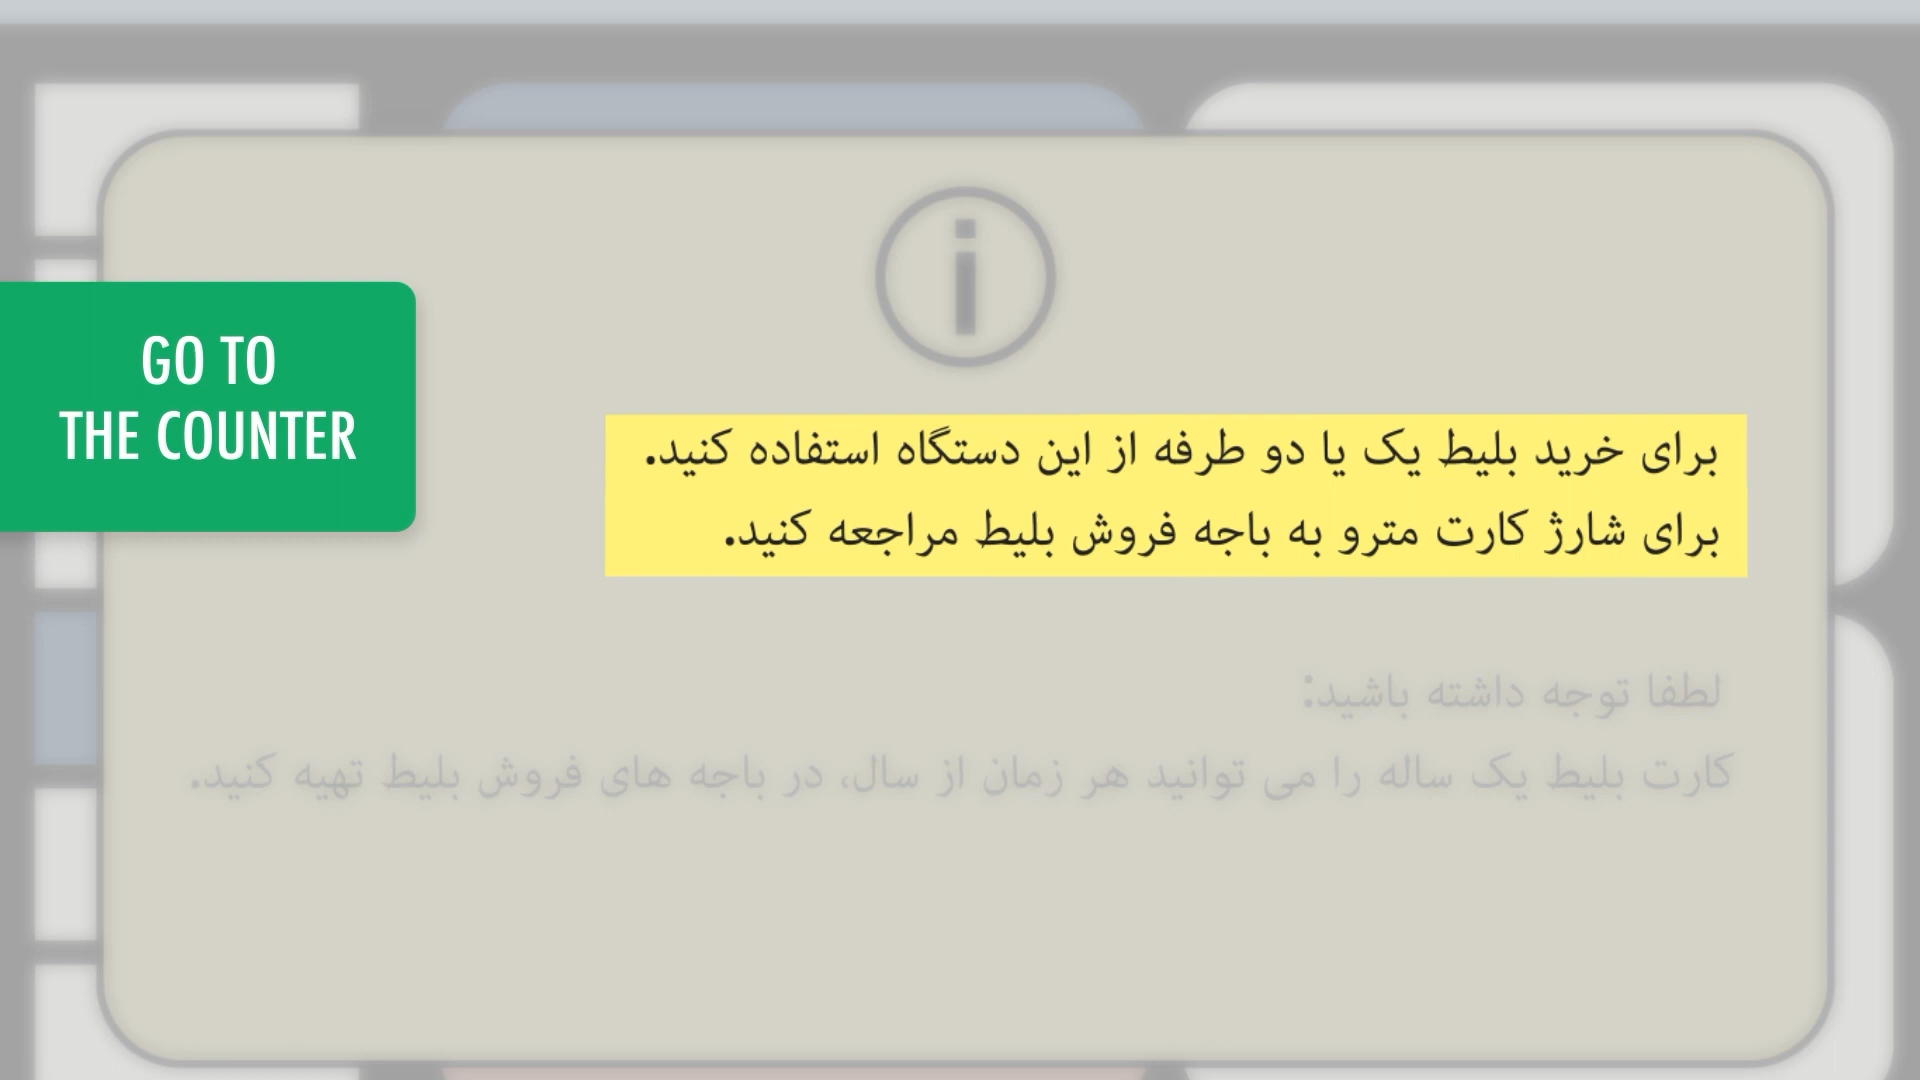 GO TO
THE COUNTER
برای خرید بلیط یک یا دو طرفه از این دستگاه استفاده کنید.
برای شارژ کارت مترو به باجه فروش بلیط مراجعه کنید.
لطفا توجه داشته باشید:
کارت بلیط یک ساله را می توانید هر زمان از سال، در باجه های فروش بلیط تهیه کنید.